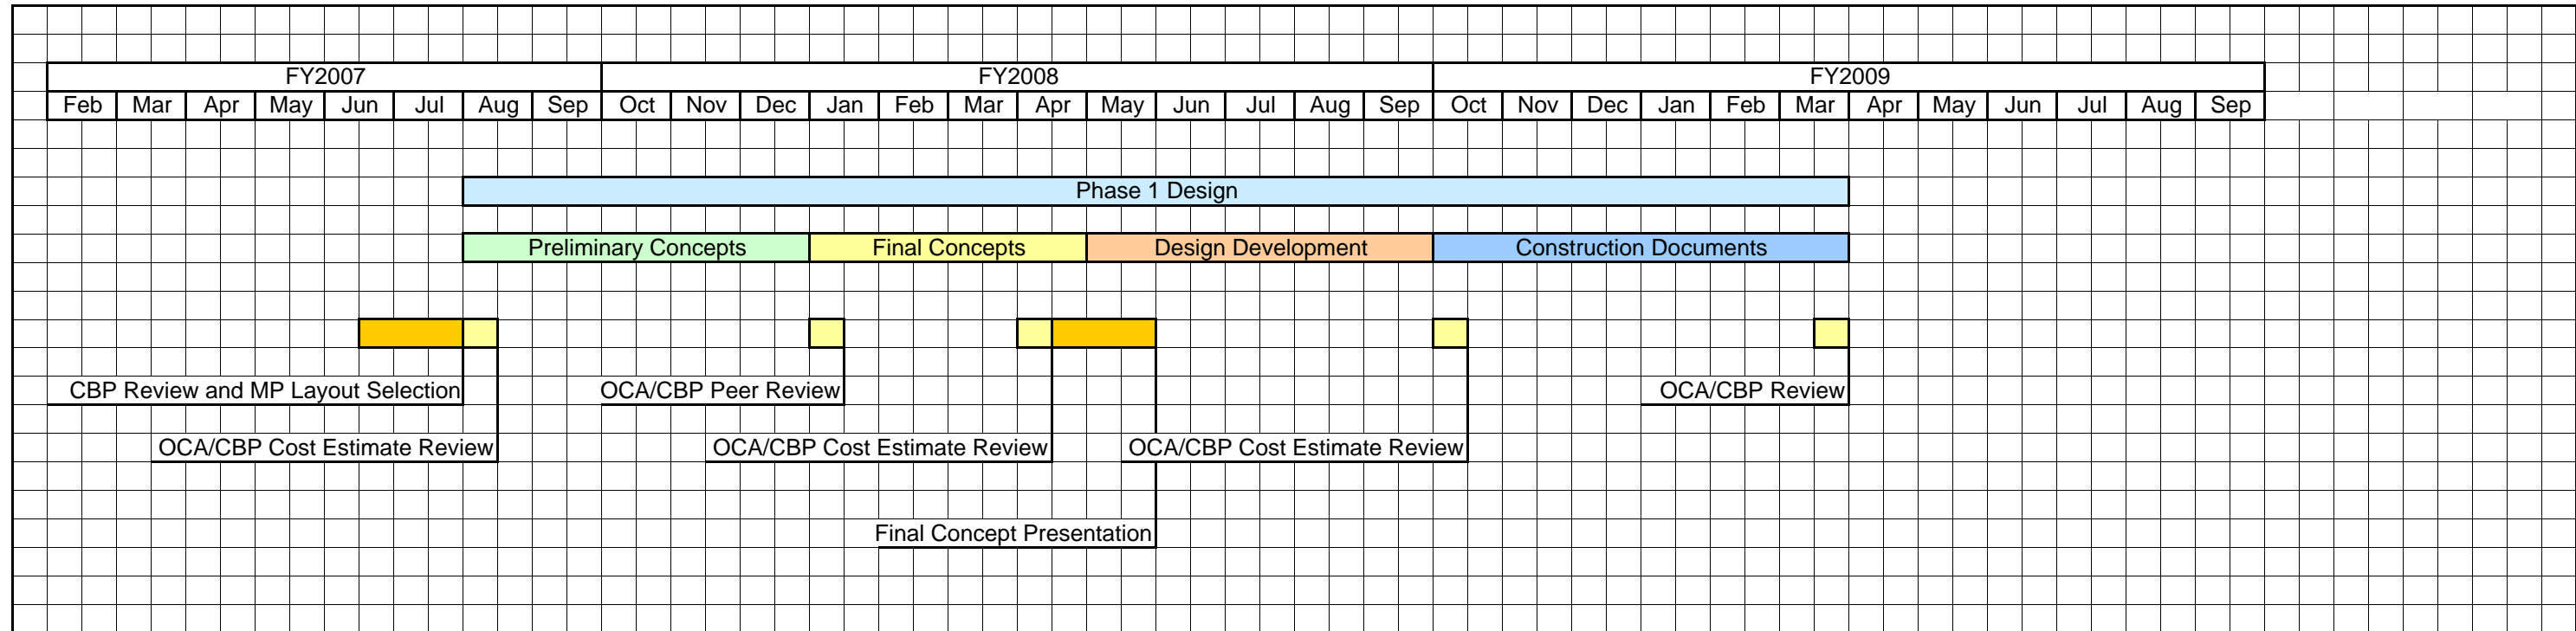 FY2007 FY2008 FY2009
Feb Mar Apr May Jun Jul Aug Sep Oct Nov Dec Jan Feb Mar Apr May Jun Jul Aug Sep Oct Nov Dec Jan Feb Mar Apr May Jun Jul Aug Sep
Phase 1 Design
Preliminary Concepts Final Concepts Design Development Construction Documents
CBP Review and MP Layout Selection OCA/CBP Peer Review OCA/CBP Review
OCA/CBP Cost Estimate Review OCA/CBP Cost Estimate Review OCA/CBP Cost Estimate Review
Final Concept Presentation